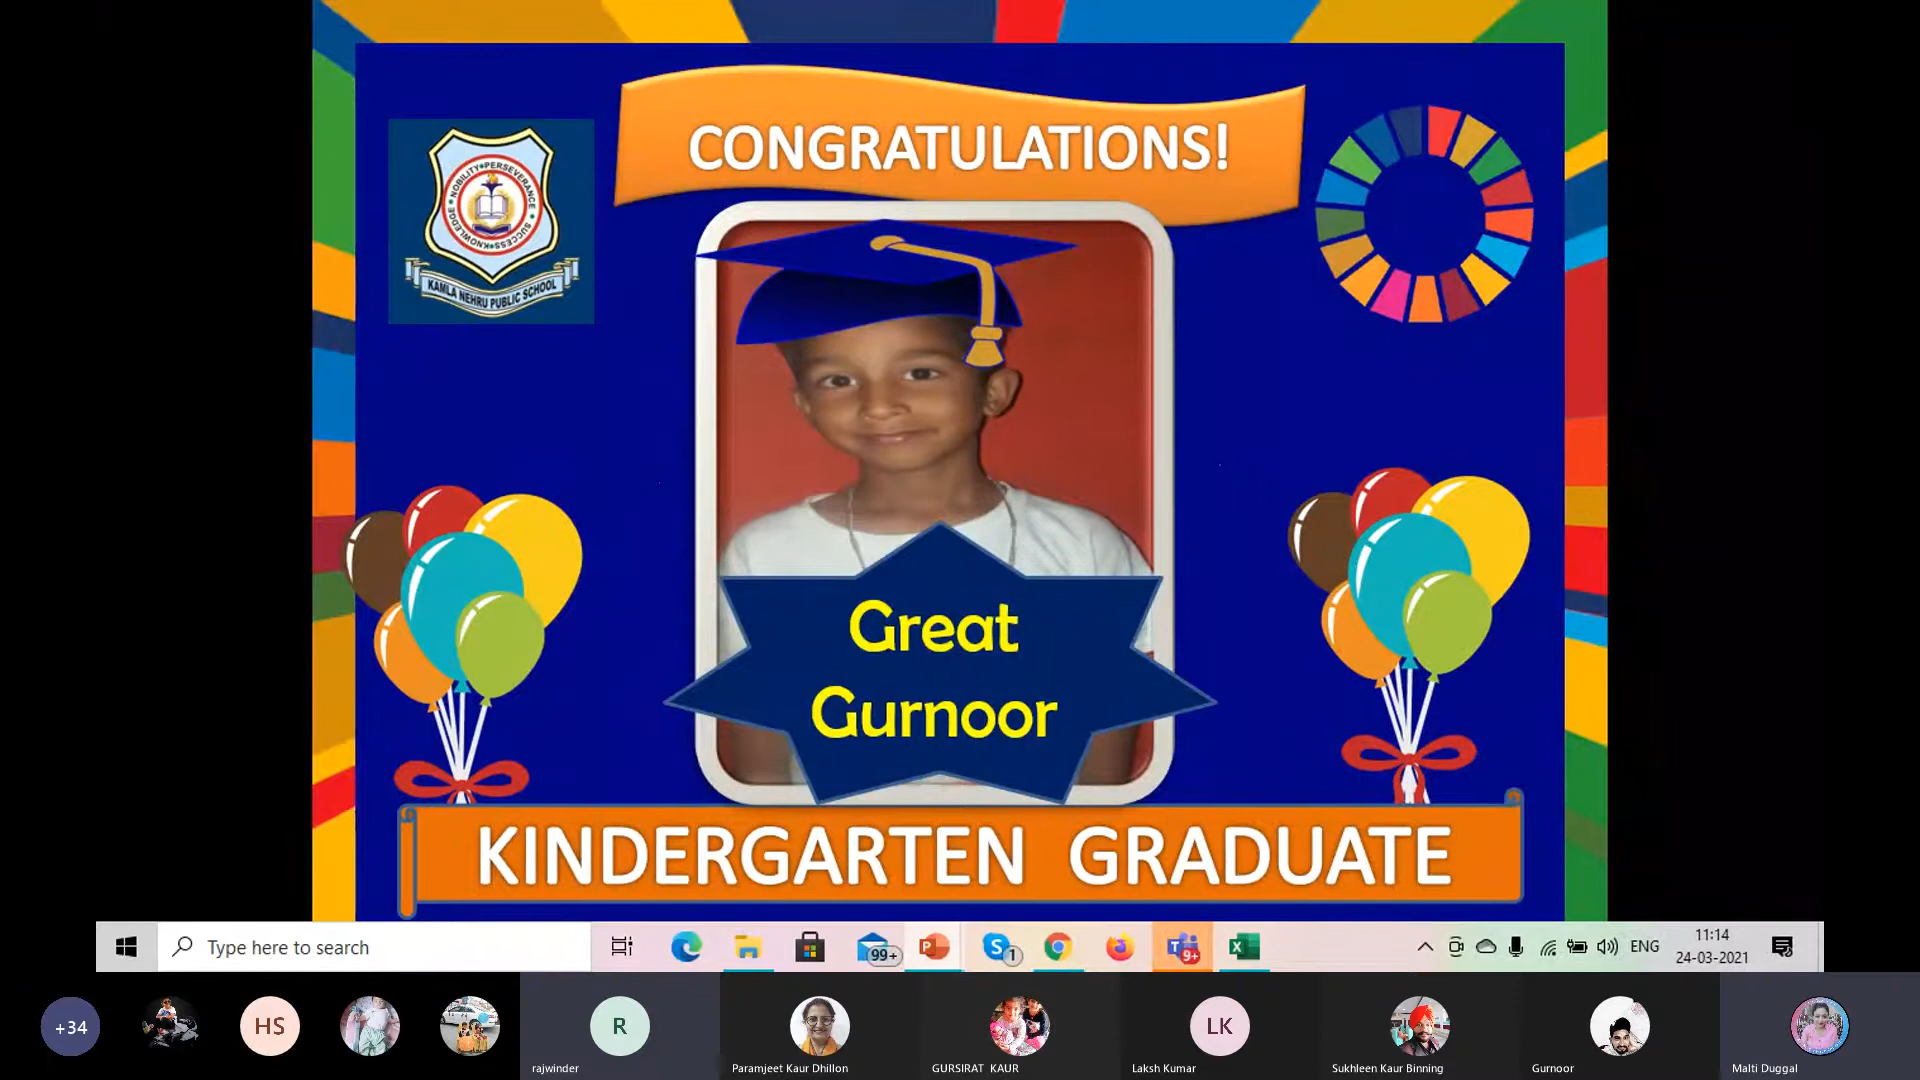 CONGRATULATIONS!
NOBILITY • PERSEVERANCE • SUCCESS • KNOWLEDGE •
KAMLA NEHRU PUBLIC SCHOOL
Great
Gurnoor
KINDERGARTEN GRADUATE
Type here to search
99+
1
9+
ENG
11:14
24-03-2021
+34
HS
R
LK
rajwinder
Paramjeet Kaur Dhillon
GURSIRAT KAUR
Laksh Kumar
Sukhleen Kaur Binning
Gurnoor
Malti Duggal